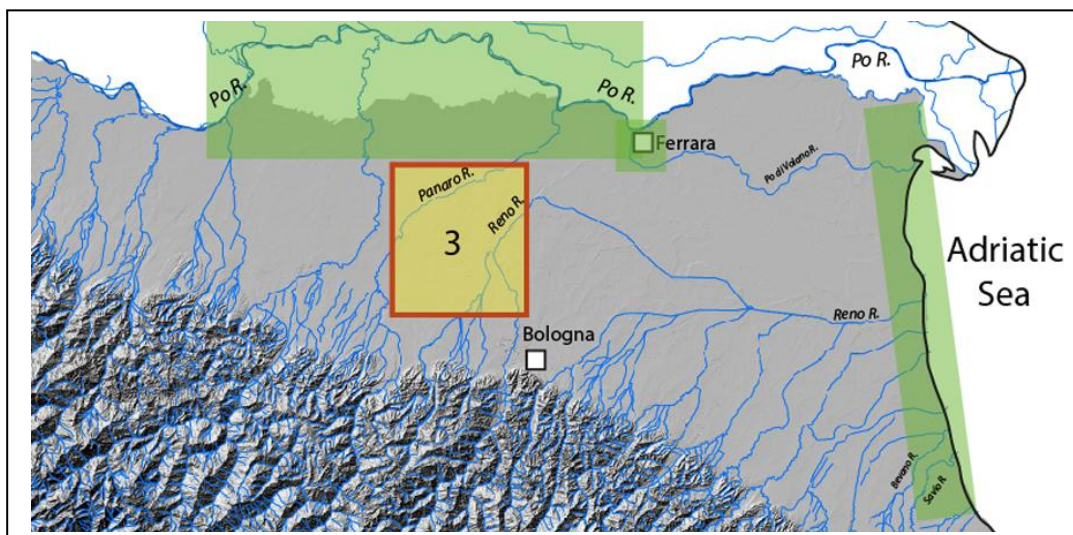 Po R.
Po R.
Po R.
Ferrara
Po di Volano R.
Panaro R.
Reno R.
3
Adriatic
Sea
Reno R.
Bologna
Bevano R.
Savio R.